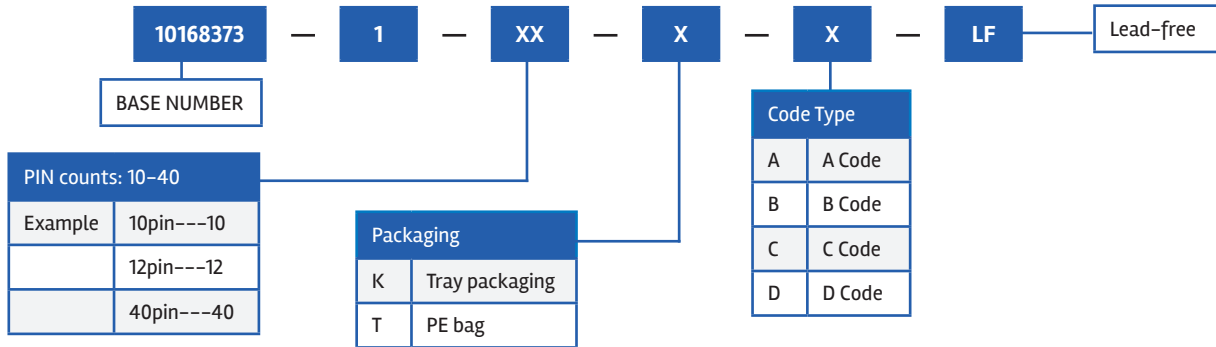 10168373 — 1 — XX — X — X — LF
Lead-free
BASE NUMBER
PIN counts: 10-40
Example 10pin---10
12pin---12
40pin---40
Packaging
K Tray packaging
T PE bag
Code Type
A A Code
B B Code
C C Code
D D Code